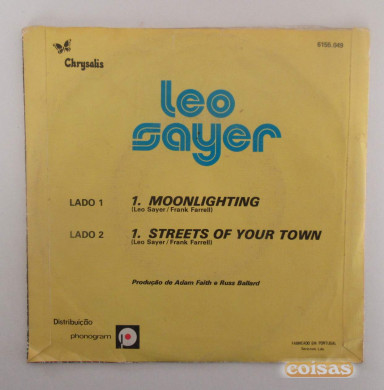 Chrysalis
6155.049
Leo
Sayer
LADO 1 1. MOONLIGHTING
(Leo Sayer/Frank Farrell)
LADO 2 1. STREETS OF YOUR TOWN
(Leo Sayer/Frank Farrell)
Produção de Adam Faith e Russ Ballard
Distribuição
phonogram
FABRICADO EM PORTUGAL
coisas